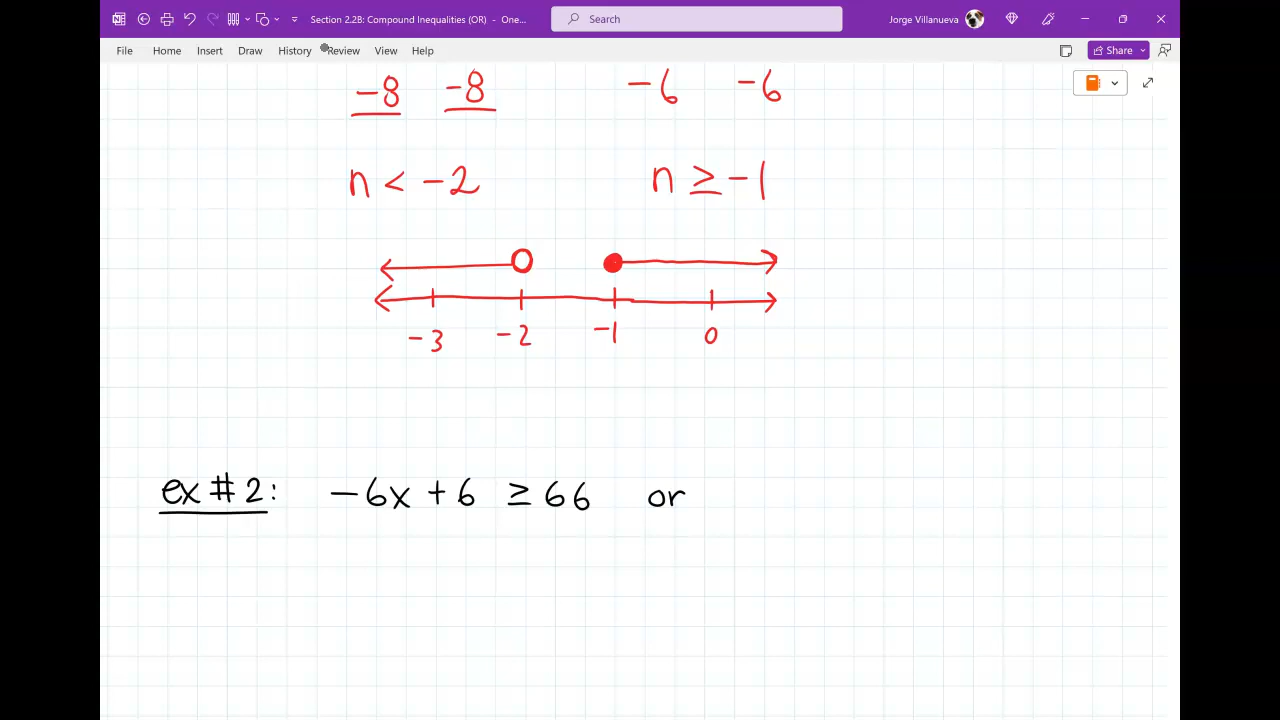 Section 2.2B: Compound Inequalities (OR) - One...
Search
Jorge Villanueva
File Home Insert Draw History Review View Help
Share
-8 -8 -6 -6
n < -2 n ≥ -1
-3 -2 -1 0
ex #2: -6x + 6 ≥ 66 or